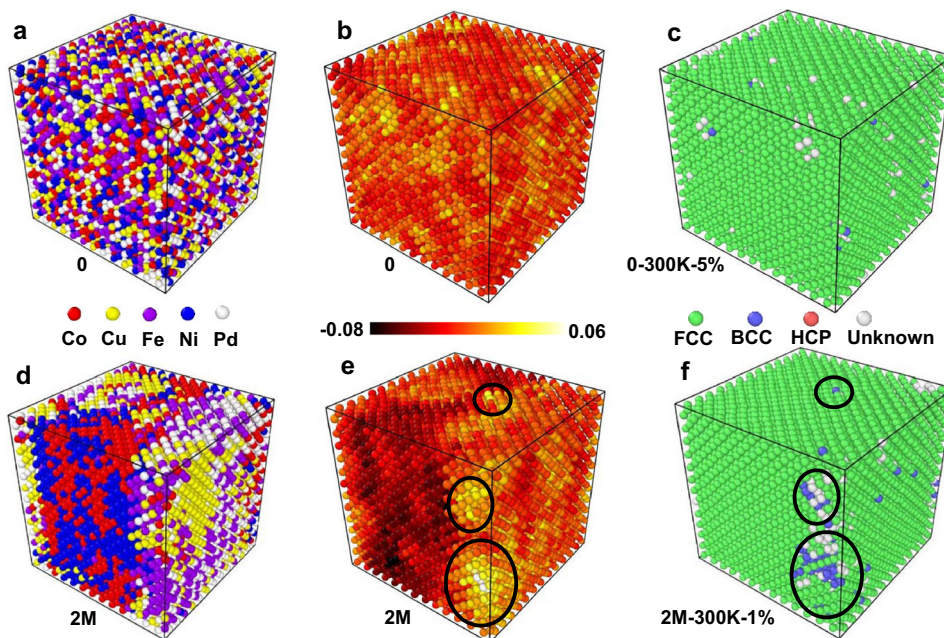 a
b
c
0
0
0-300K-5%
Co Cu Fe Ni Pd
-0.08 0.06
FCC BCC HCP Unknown
d
e
f
2M
2M
2M-300K-1%